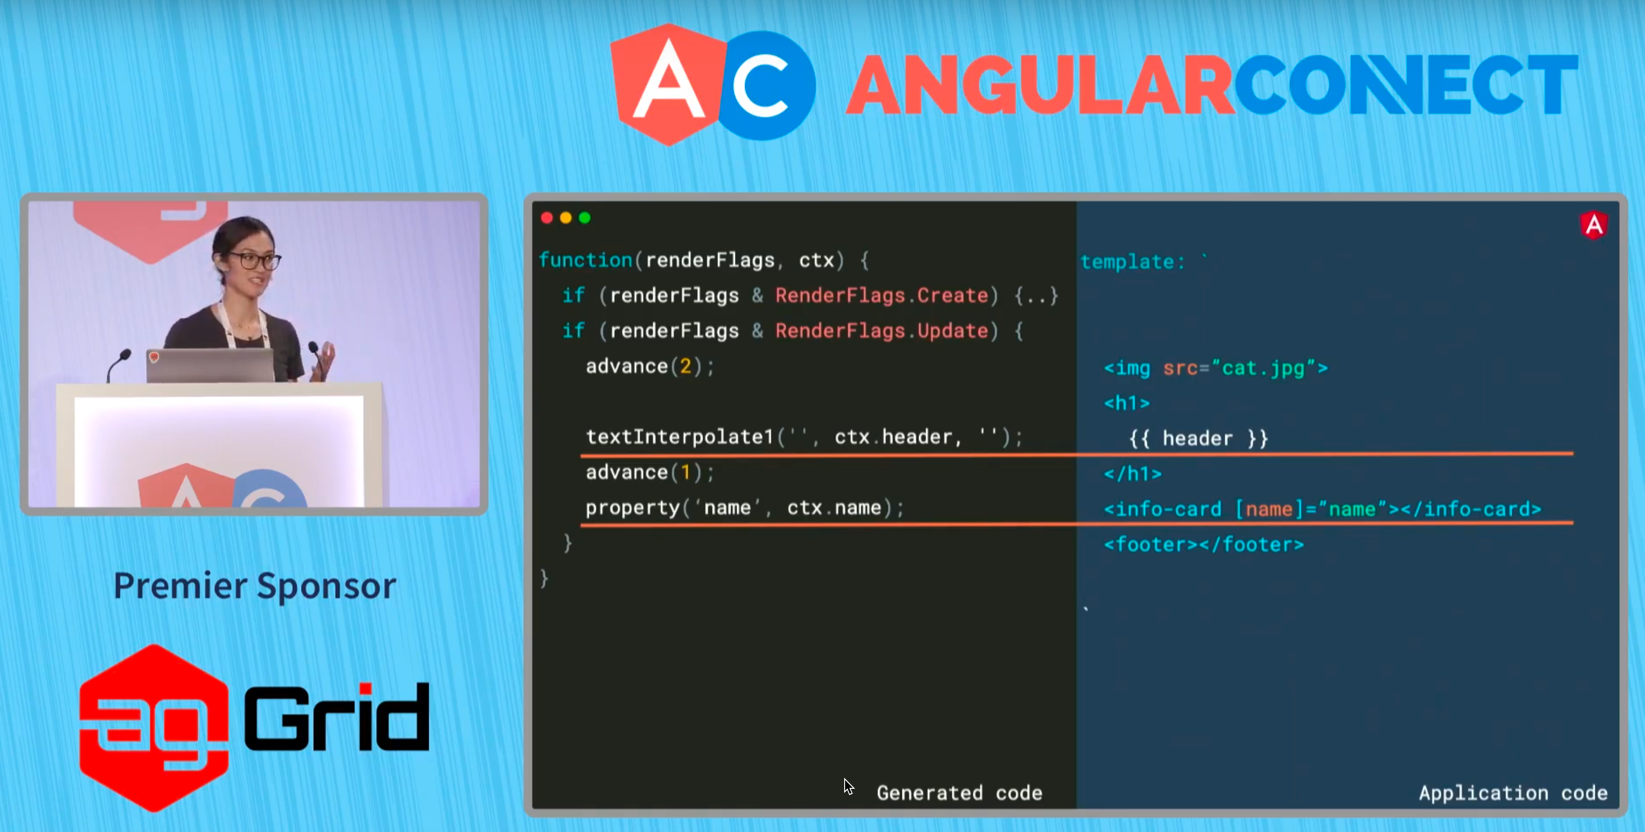 AC ANGULARCONNECT
function(renderFlags, ctx) {
if (renderFlags & RenderFlags.Create) {..}
if (renderFlags & RenderFlags.Update) {
advance(2);
textInterpolate1('', ctx.header, '');
advance(1);
property('name', ctx.name);
}
}
Generated code
A
template: `
<img src="cat.jpg">
<h1>
{{ header }}
</h1>
<info-card [name]="name"></info-card>
<footer></footer>
`
Application code
Premier Sponsor
ag Grid